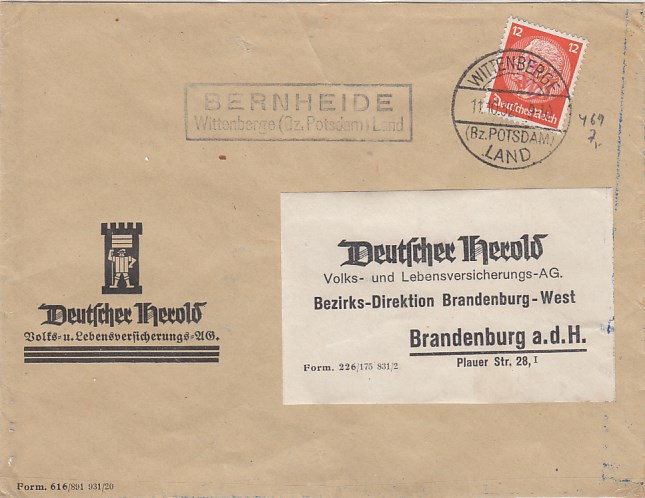 12 12
Deutsches Reich
WITTENBERGE
(Bz. POTSDAM)
LAND
469
7,-
BERNHEIDE
Wittenberge (Bz. Potsdam) Land
Deutscher Herold
Volks- u. Lebensversicherungs-AG.
Deutscher Herold
Volks- und Lebensversicherungs-AG.
Bezirks-Direktion Brandenburg-West
Brandenburg a.d.H.
Plauer Str. 28, I
Form. 226/175 831/2
Form. 616/891 931/20